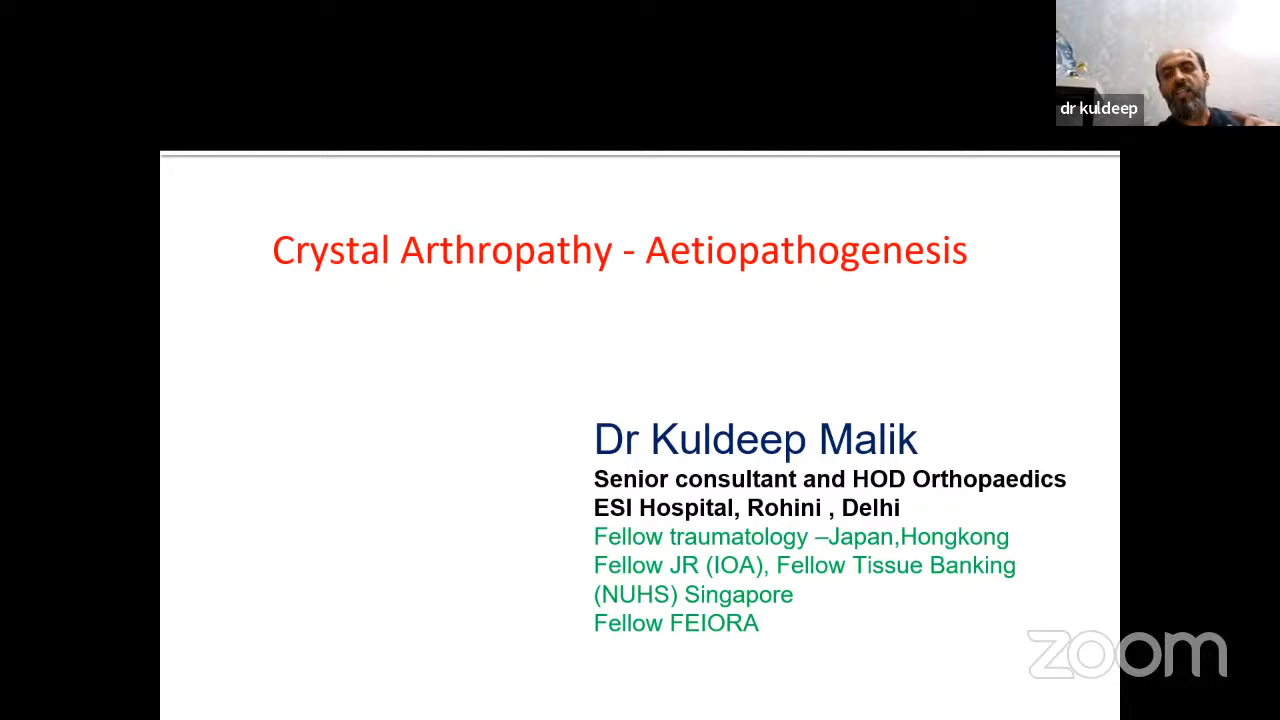 dr kuldeep
Crystal Arthropathy - Aetiopathogenesis
Dr Kuldeep Malik
Senior consultant and HOD Orthopaedics
ESI Hospital, Rohini , Delhi
Fellow traumatology –Japan,Hongkong
Fellow JR (IOA), Fellow Tissue Banking
(NUHS) Singapore
Fellow FEIORA
zoom